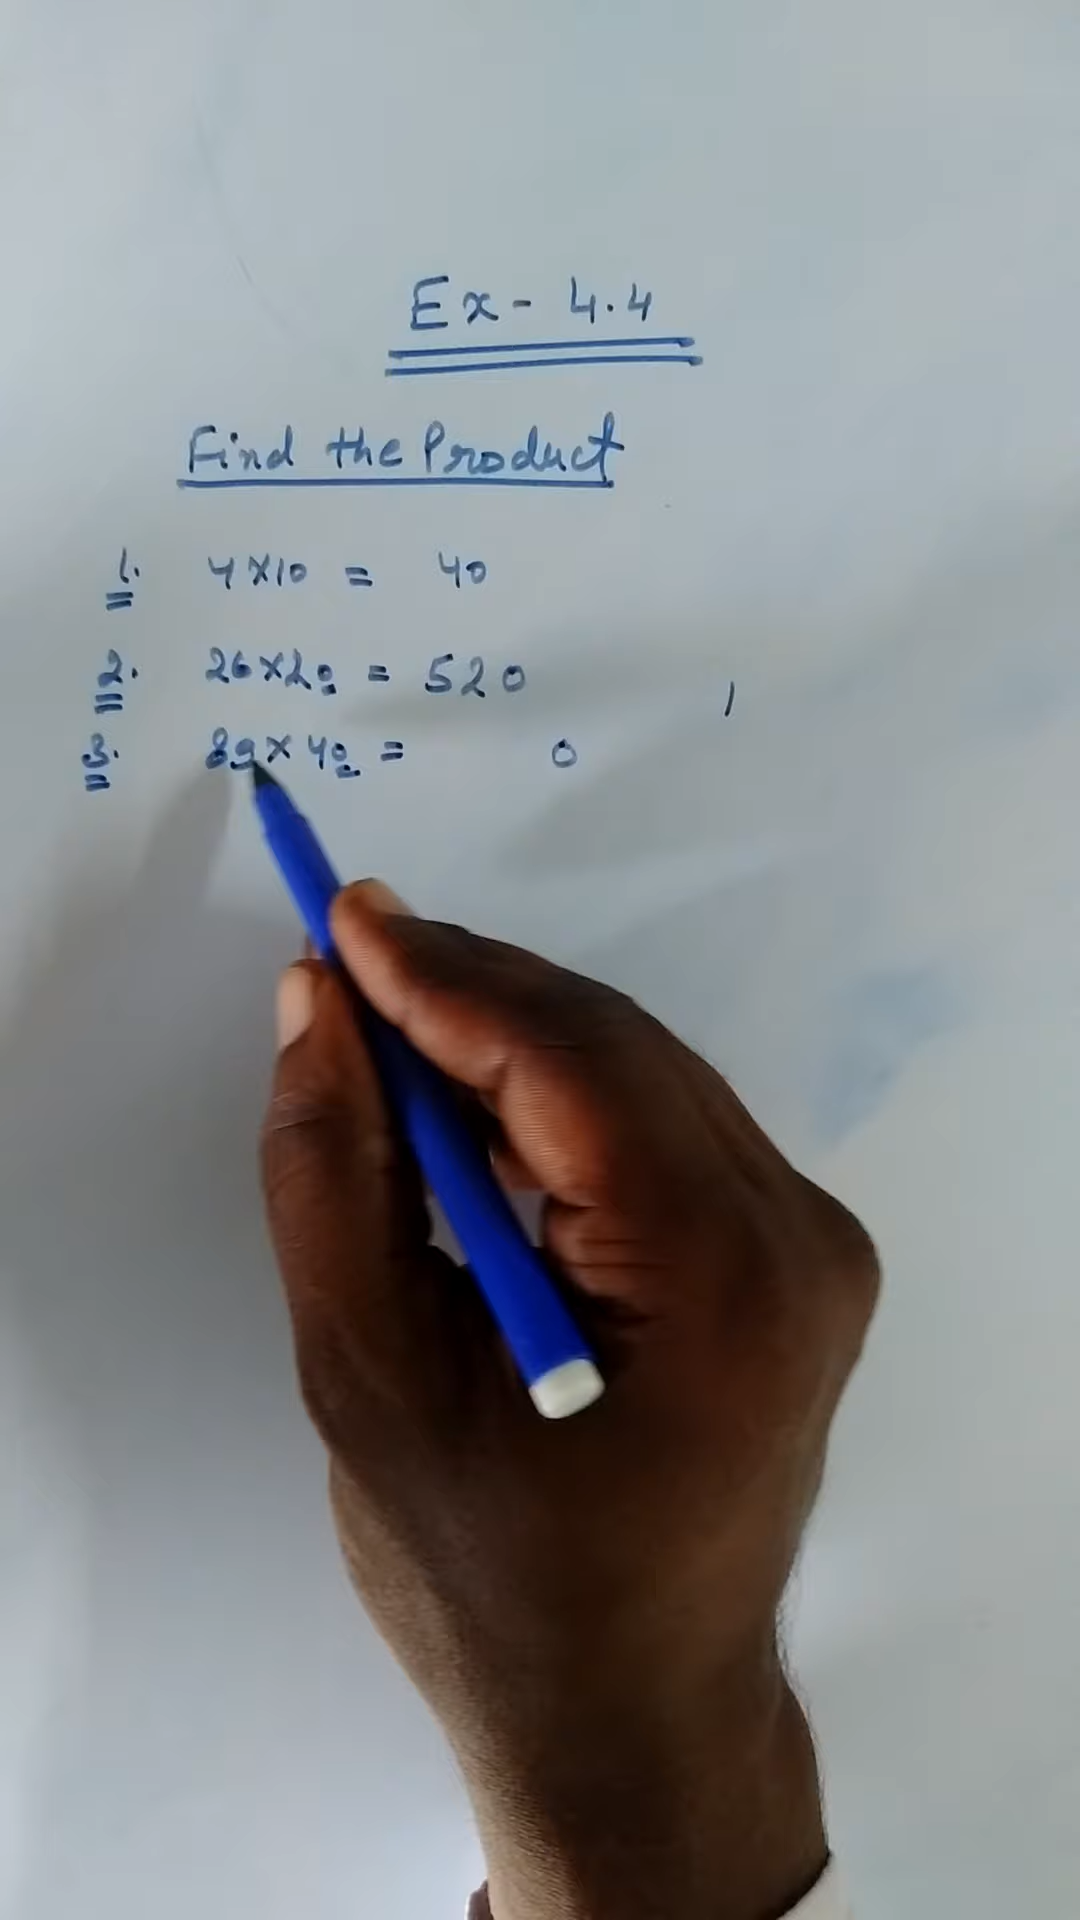 Ex - 4.4
Find the Product
1. 4 × 10 = 40
2. 26 × 20 = 520
3. 89 × 40 = 0